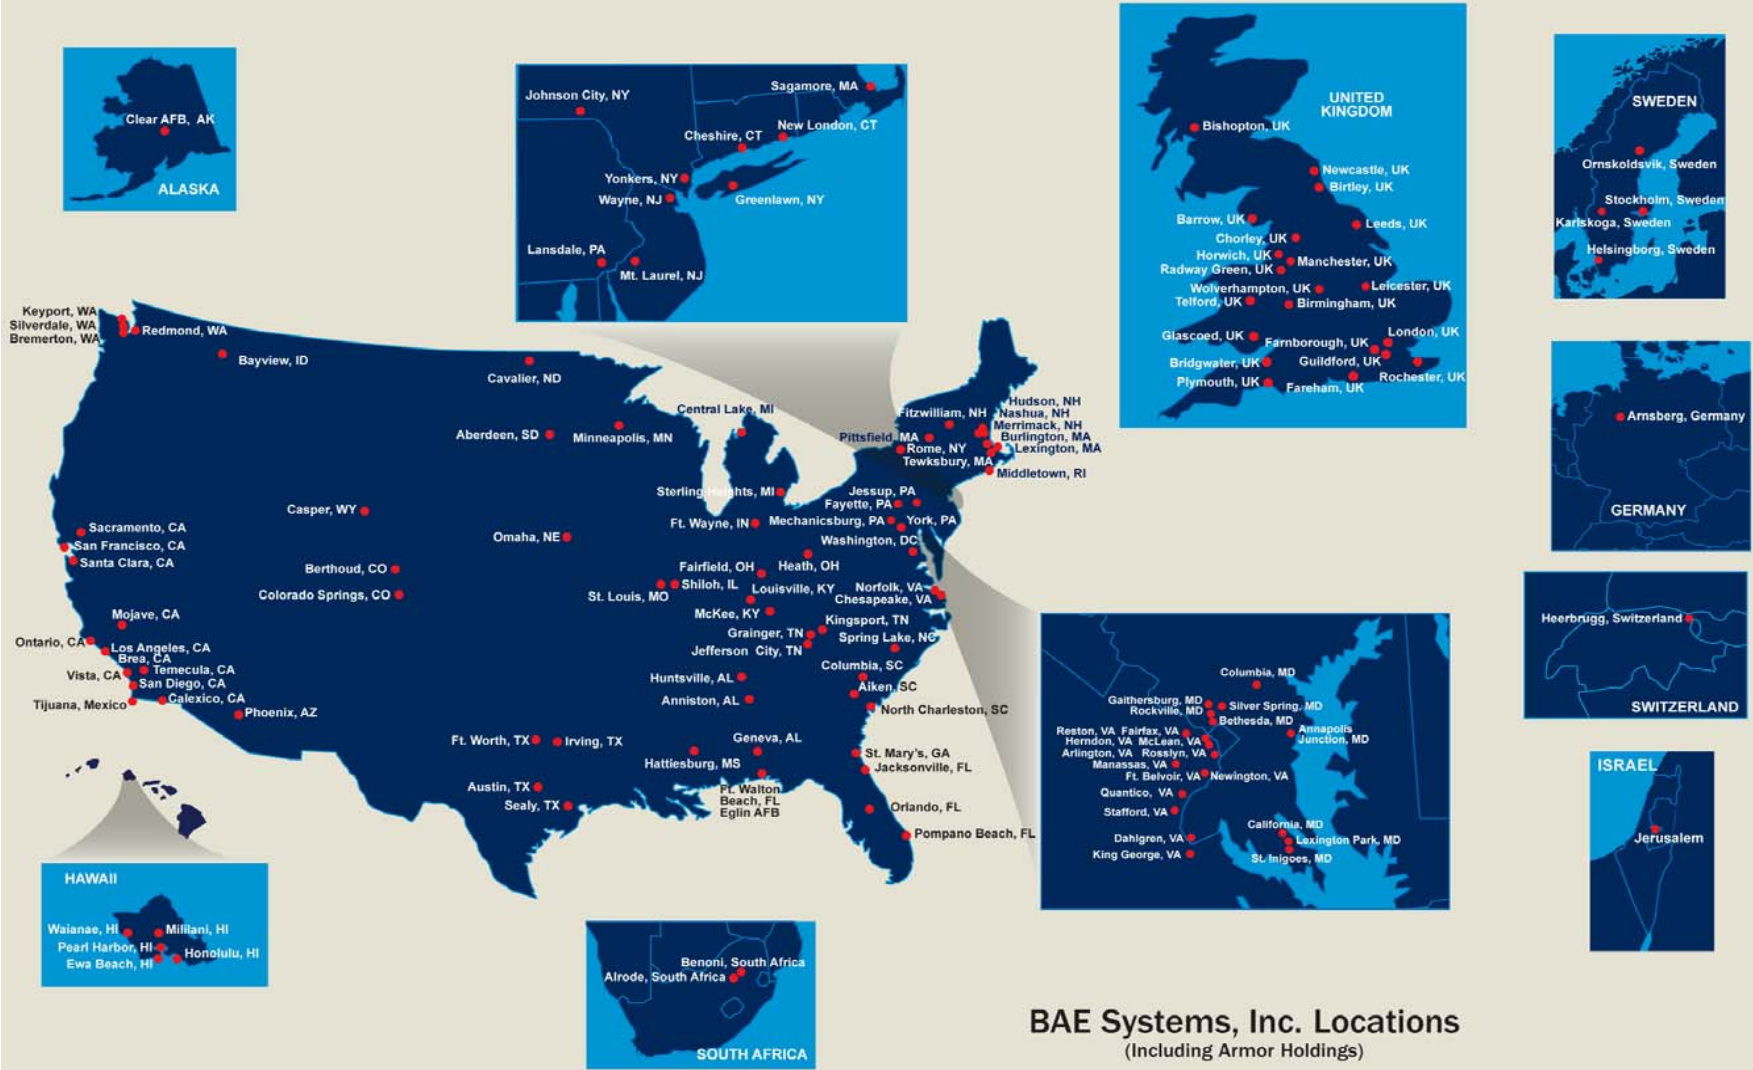 Clear AFB, AK
ALASKA
Johnson City, NY
Sagamore, MA
Cheshire, CT
New London, CT
Yonkers, NY
Wayne, NJ
Greenlawn, NY
Lansdale, PA
Mt. Laurel, NJ
UNITED
KINGDOM
Bishopton, UK
Newcastle, UK
Birtley, UK
Barrow, UK
Leeds, UK
Chorley, UK
Horwich, UK
Manchester, UK
Radway Green, UK
Wolverhampton, UK
Leicester, UK
Telford, UK
Birmingham, UK
Glascoed, UK
London, UK
Farnborough, UK
Bridgwater, UK
Guildford, UK
Plymouth, UK
Fareham, UK
Rochester, UK
SWEDEN
Ornskoldsvik, Sweden
Stockholm, Sweden
Karlskoga, Sweden
Helsingborg, Sweden
Arnsberg, Germany
GERMANY
Heerbrugg, Switzerland
SWITZERLAND
ISRAEL
Jerusalem
Keyport, WA
Silverdale, WA
Bremerton, WA
Redmond, WA
Bayview, ID
Cavalier, ND
Central Lake, MI
Aberdeen, SD
Minneapolis, MN
Hudson, NH
Fitzwilliam, NH
Nashua, NH
Merrimack, NH
Pittsfield, MA
Burlington, MA
Rome, NY
Lexington, MA
Tewksbury, MA
Middletown, RI
Sterling Heights, MI
Jessup, PA
Fayette, PA
Casper, WY
Ft. Wayne, IN
Mechanicsburg, PA
York, PA
Sacramento, CA
San Francisco, CA
Santa Clara, CA
Omaha, NE
Washington, DC
Berthoud, CO
Fairfield, OH
Heath, OH
Colorado Springs, CO
St. Louis, MO
Shiloh, IL
Louisville, KY
Norfolk, VA
Chesapeake, VA
Mojave, CA
McKee, KY
Kingsport, TN
Grainger, TN
Spring Lake, NC
Ontario, CA
Los Angeles, CA
Jefferson City, TN
Brea, CA
Vista, CA
Temecula, CA
San Diego, CA
Columbia, SC
Huntsville, AL
Aiken, SC
Tijuana, Mexico
Calexico, CA
Anniston, AL
North Charleston, SC
Phoenix, AZ
Ft. Worth, TX
Irving, TX
Geneva, AL
St. Mary's, GA
Hattiesburg, MS
Jacksonville, FL
Austin, TX
Sealy, TX
Ft. Walton
Beach, FL
Eglin AFB
Orlando, FL
Pompano Beach, FL
Columbia, MD
Gaithersburg, MD
Silver Spring, MD
Rockville, MD
Bethesda, MD
Reston, VA Fairfax, VA
Annapolis
Junction, MD
Herndon, VA McLean, VA
Arlington, VA Rosslyn, VA
Manassas, VA
Ft. Belvoir, VA
Newington, VA
Quantico, VA
Stafford, VA
California, MD
Dahlgren, VA
Lexington Park, MD
King George, VA
St. Inigoes, MD
HAWAII
Waianae, HI
Mililani, HI
Pearl Harbor, HI
Honolulu, HI
Ewa Beach, HI
Benoni, South Africa
Alrode, South Africa
SOUTH AFRICA
BAE Systems, Inc. Locations
(Including Armor Holdings)